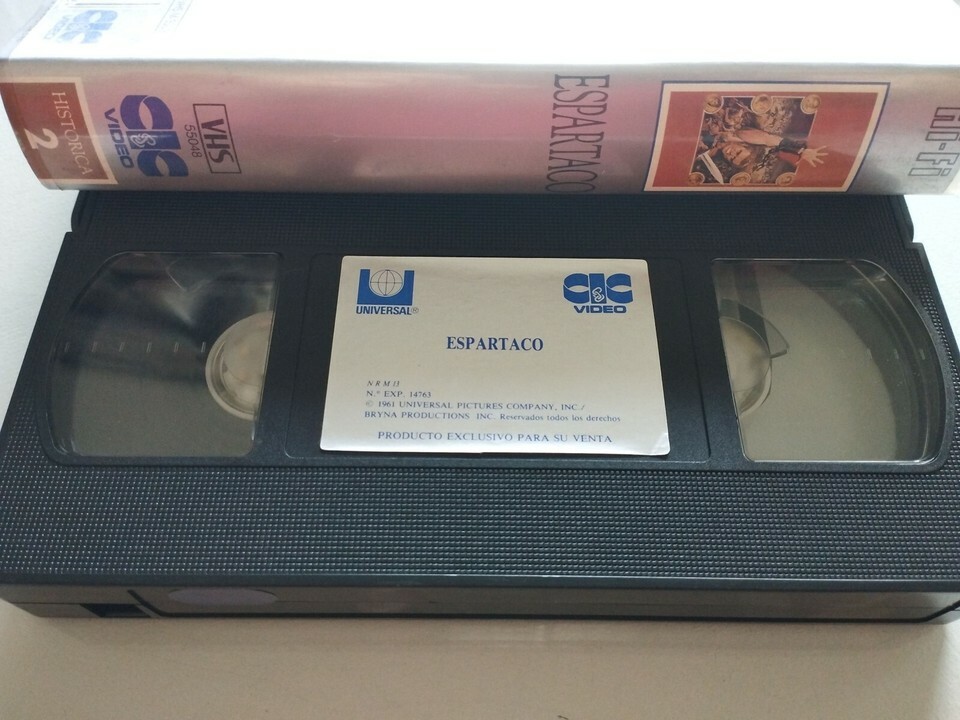 HISTORICA
2
CIC
VIDEO
VHS
55048
ESPARTACO
Hi-Fi
UNIVERSAL®
CIC
VIDEO
ESPARTACO
N R M 13
N.° EXP. 14763
© 1961 UNIVERSAL PICTURES COMPANY, INC./
BRYNA PRODUCTIONS INC. Reservados todos los derechos
PRODUCTO EXCLUSIVO PARA SU VENTA